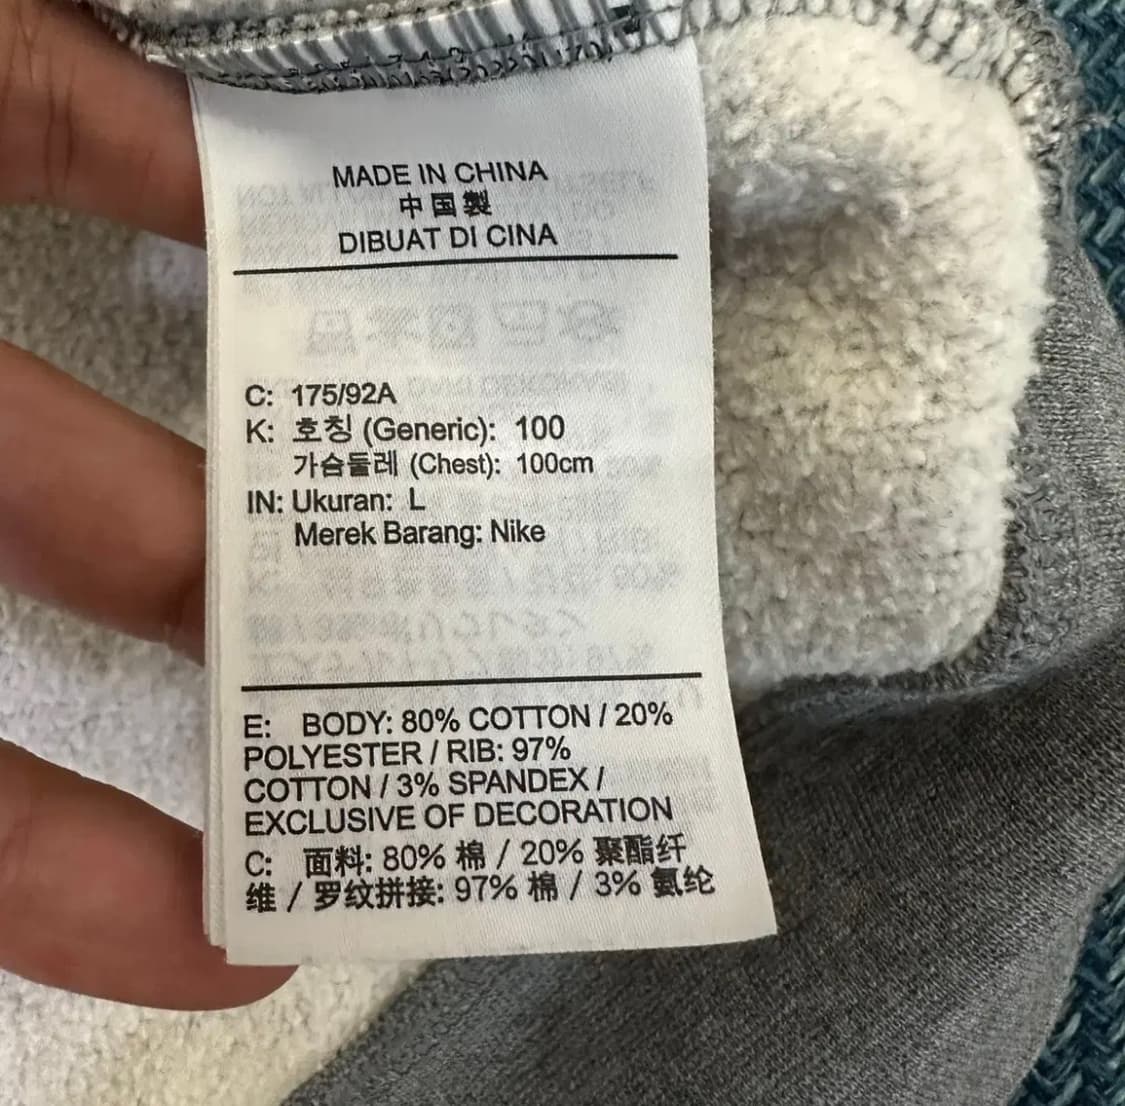 MADE IN CHINA
中国製
DIBUAT DI CINA
C: 175/92A
K: 호칭 (Generic): 100
가슴둘레 (Chest): 100cm
IN: Ukuran: L
Merek Barang: Nike
E: BODY: 80% COTTON / 20%
POLYESTER / RIB: 97%
COTTON / 3% SPANDEX /
EXCLUSIVE OF DECORATION
C: 面料: 80% 棉 / 20% 聚酯纤
维 / 罗纹拼接: 97% 棉 / 3% 氨纶